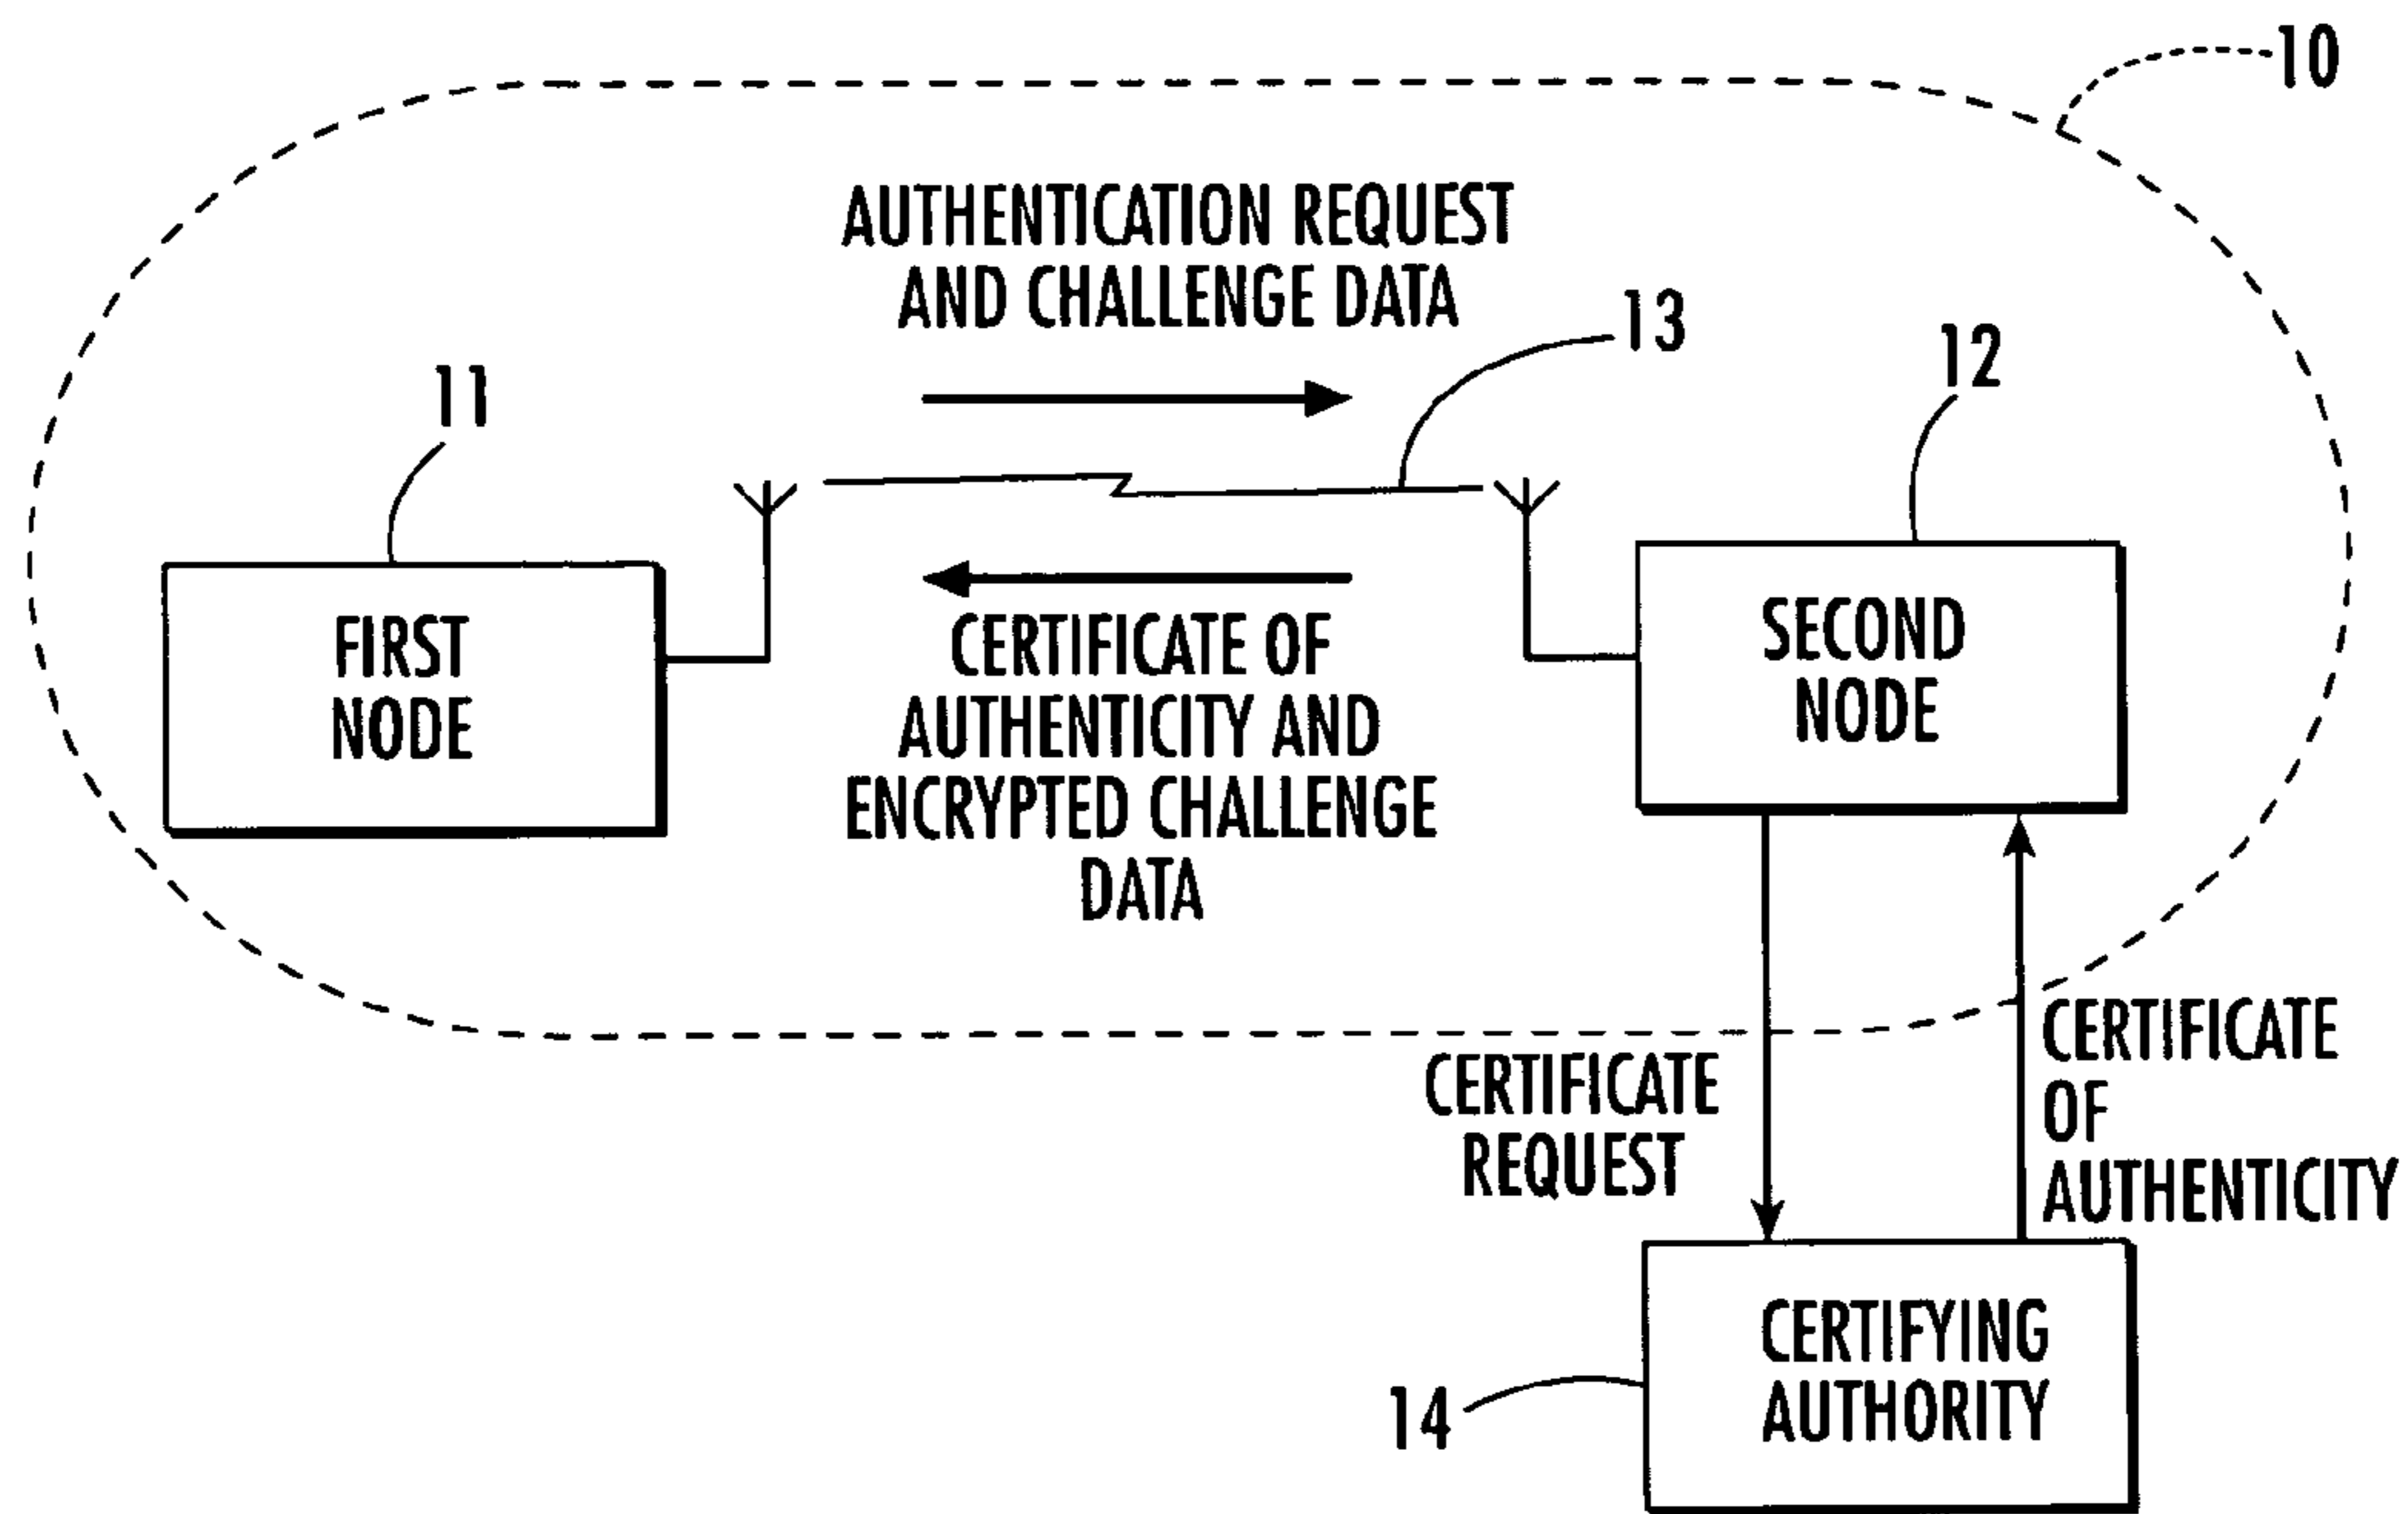 10
AUTHENTICATION REQUEST
AND CHALLENGE DATA
13
12
11
FIRST
NODE
CERTIFICATE OF
AUTHENTICITY AND
ENCRYPTED CHALLENGE
DATA
SECOND
NODE
CERTIFICATE
REQUEST
CERTIFICATE
OF
AUTHENTICITY
CERTIFYING
AUTHORITY
14